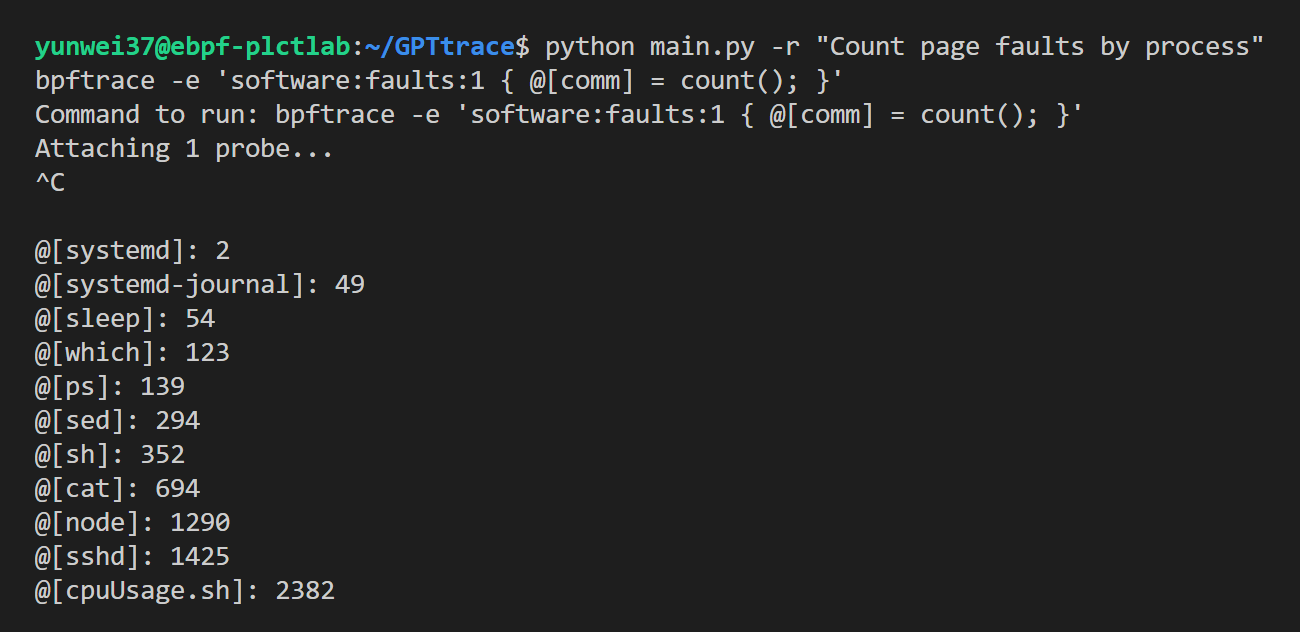 yunwei37@ebpf-plctlab:~/GPTtrace$ python main.py -r "Count page faults by process"
bpftrace -e 'software:faults:1 { @[comm] = count(); }'
Command to run: bpftrace -e 'software:faults:1 { @[comm] = count(); }'
Attaching 1 probe...
^C

@[systemd]: 2
@[systemd-journal]: 49
@[sleep]: 54
@[which]: 123
@[ps]: 139
@[sed]: 294
@[sh]: 352
@[cat]: 694
@[node]: 1290
@[sshd]: 1425
@[cpuUsage.sh]: 2382